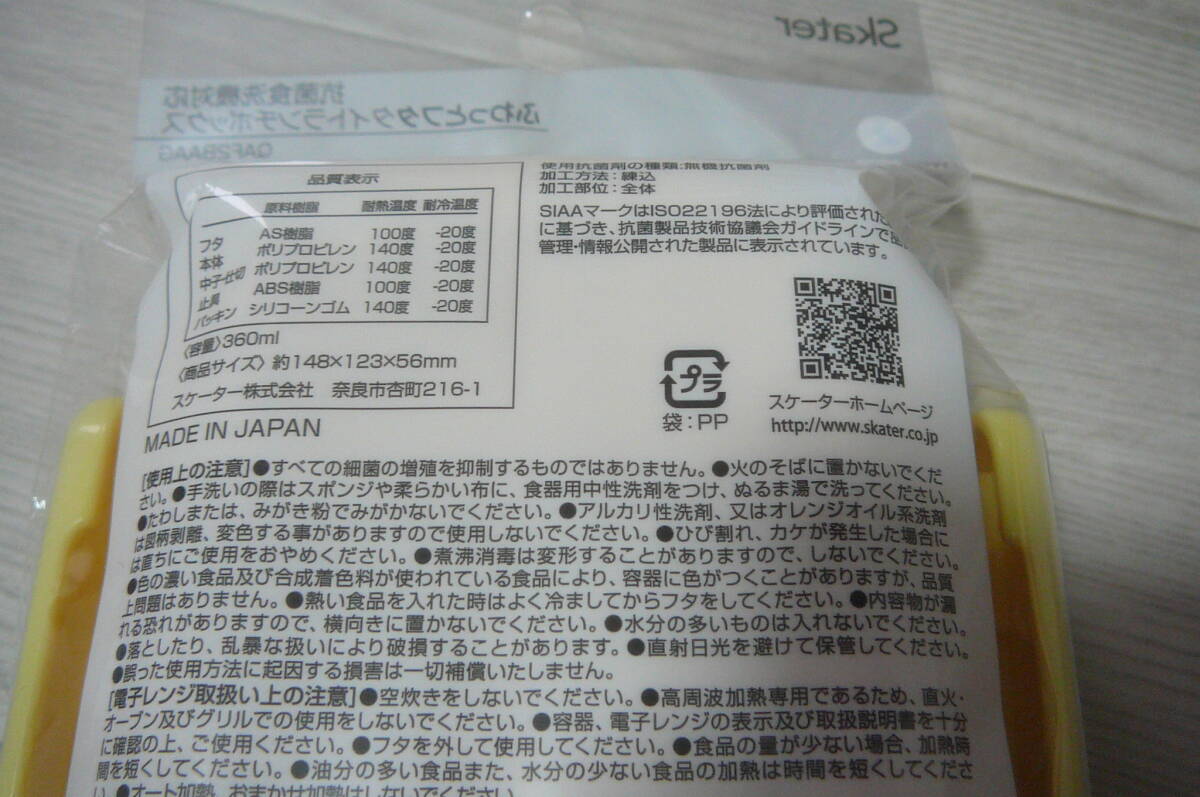 Skater
抗菌食洗機対応
ふわっとフタタイトランチボックス
QAF2BAAG
品質表示
原料樹脂 耐熱温度 耐冷温度
フタ AS樹脂 100度 -20度
本体 ポリプロピレン 140度 -20度
中子・仕切 ポリプロピレン 140度 -20度
止具 ABS樹脂 100度 -20度
パッキン シリコーンゴム 140度 -20度
〈容量〉360ml
〈商品サイズ〉約148×123×56mm
スケーター株式会社 奈良市杏町216-1
MADE IN JAPAN
使用抗菌剤の種類:無機抗菌剤
加工方法:練込
加工部位:全体
SIAAマークはISO22196法により評価された
に基づき、抗菌製品技術協議会ガイドラインで品
管理・情報公開された製品に表示されています。
プラ
袋:PP
スケーターホームページ
http://www.skater.co.jp
[使用上の注意]●すべての細菌の増殖を抑制するものではありません。●火のそばに置かないでくだ
さい。●手洗いの際はスポンジや柔らかい布に、食器用中性洗剤をつけ、ぬるま湯で洗ってください。
●たわしまたは、みがき粉でみがかないでください。●アルカリ性洗剤、又はオレンジオイル系洗剤
は図柄剥離、変色する事がありますので使用しないでください。●ひび割れ、カケが発生した場合に
は直ちにご使用をおやめください。●煮沸消毒は変形することがありますので、しないでください。
●色の濃い食品及び合成着色料が使われている食品により、容器に色がつくことがありますが、品質
上問題はありません。●熱い食品を入れた時はよく冷ましてからフタをしてください。●内容物が漏
れる恐れがありますので、横向きに置かないでください。●水分の多いものは入れないでください。
●落としたり、乱暴な扱いにより破損することがあります。●直射日光を避けて保管してください。
●誤った使用方法に起因する損害は一切補償いたしません。
[電子レンジ取扱い上の注意]●空炊きをしないでください。●高周波加熱専用であるため、直火・
オーブン及びグリルでの使用をしないでください。●容器、電子レンジの表示及び取扱説明書を十分
に確認の上、ご使用ください。●フタを外して使用してください。●食品の量が少ない場合、加熱時
間を短くしてください。●油分の多い食品また、水分の少ない食品の加熱は時間を短くしてくださ
い。●オート加熱、おまかせ加熱はしないでください。